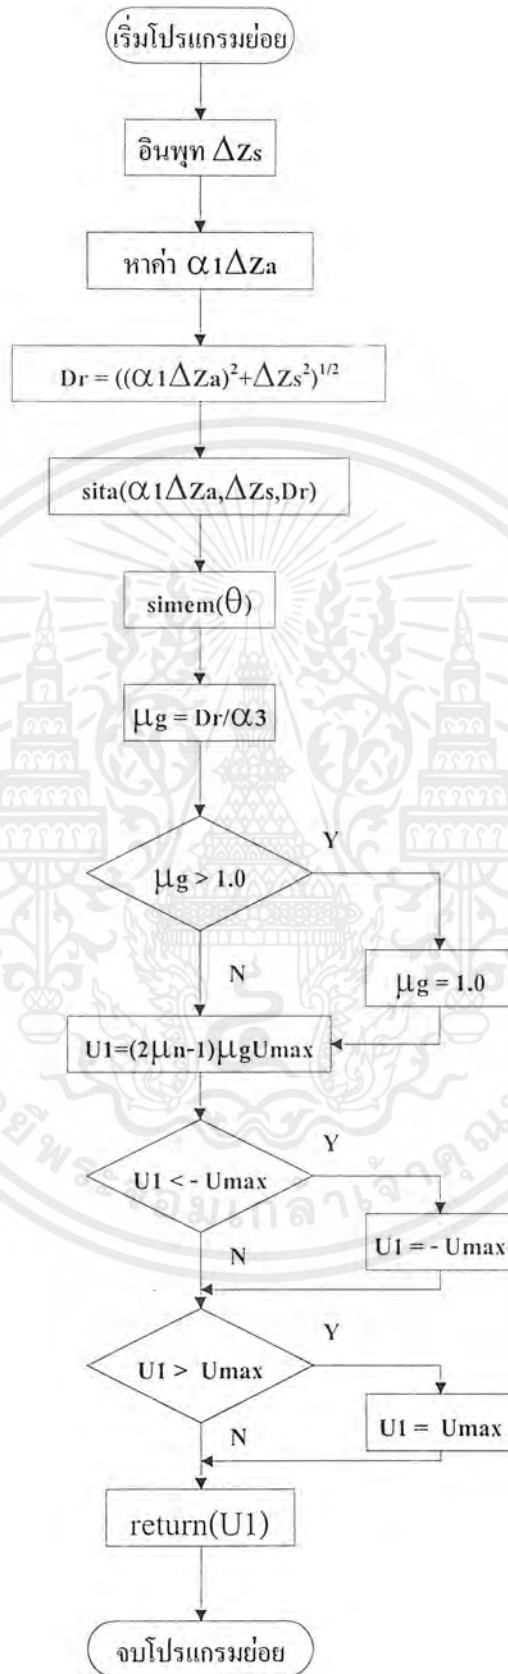 เริ่มโปรแกรมย่อย
อินพุท ΔZs
หาค่า α1ΔZa
Dr = ((α1ΔZa)²+ΔZs²)^1/2
sita(α1ΔZa,ΔZs,Dr)
simem(θ)
μg = Dr/α3
μg > 1.0
Y
N
μg = 1.0
U1=(2μn-1)μgUmax
U1 < - Umax
Y
N
U1 = - Umax
U1 > Umax
Y
N
U1 = Umax
return(U1)
จบโปรแกรมย่อย